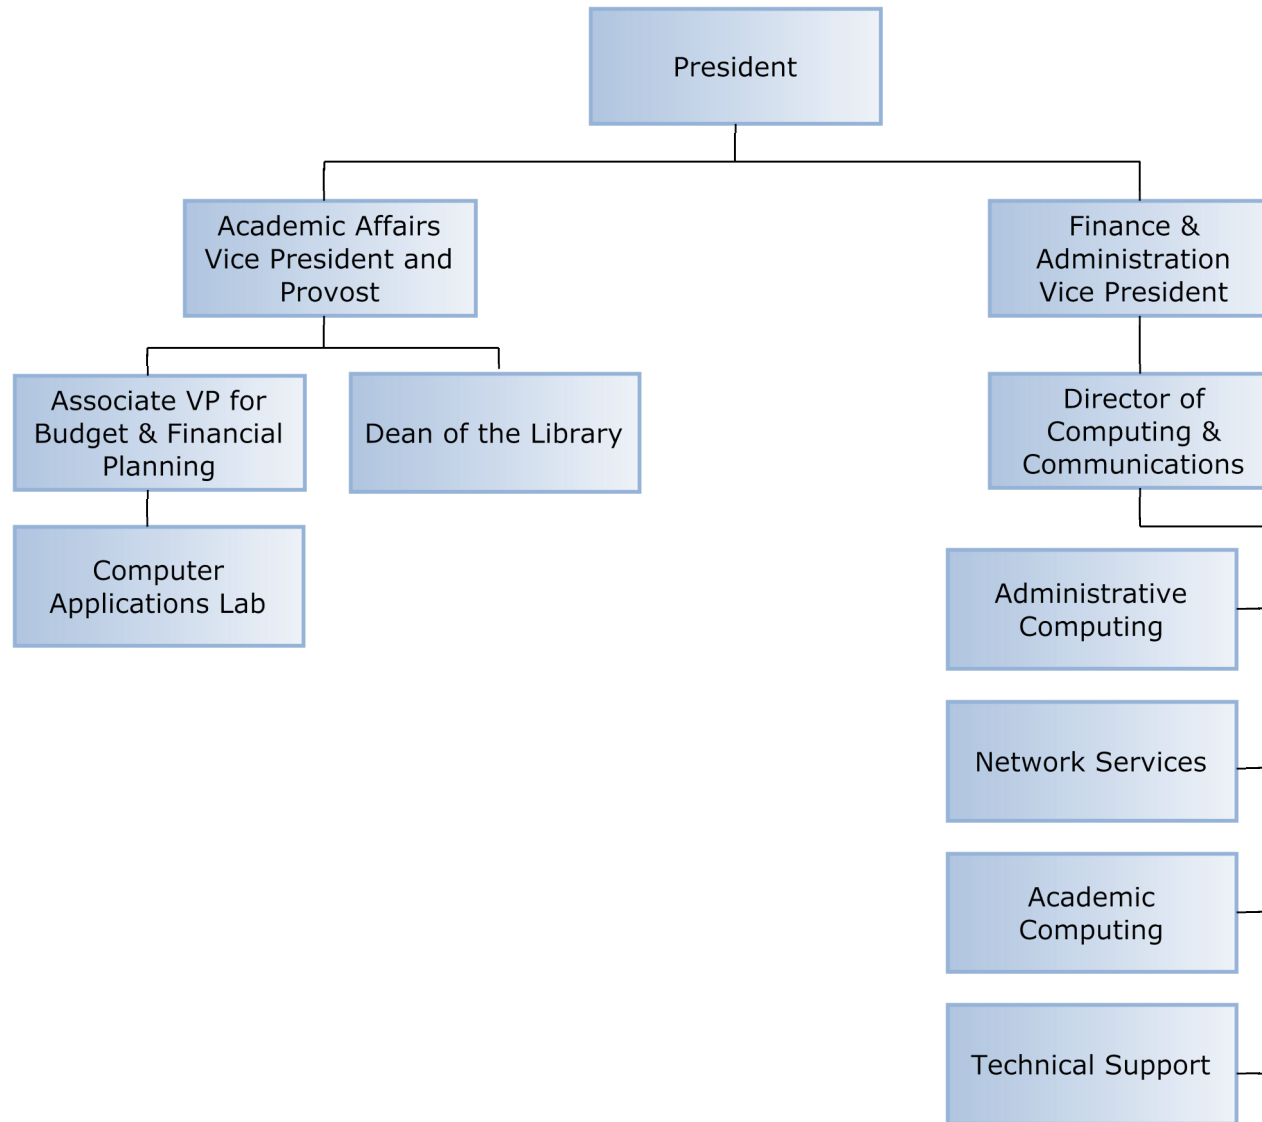 President
Academic Affairs
Vice President and
Provost
Finance &
Administration
Vice President
Associate VP for
Budget & Financial
Planning
Dean of the Library
Director of
Computing &
Communications
Computer
Applications Lab
Administrative
Computing
Network Services
Academic
Computing
Technical Support